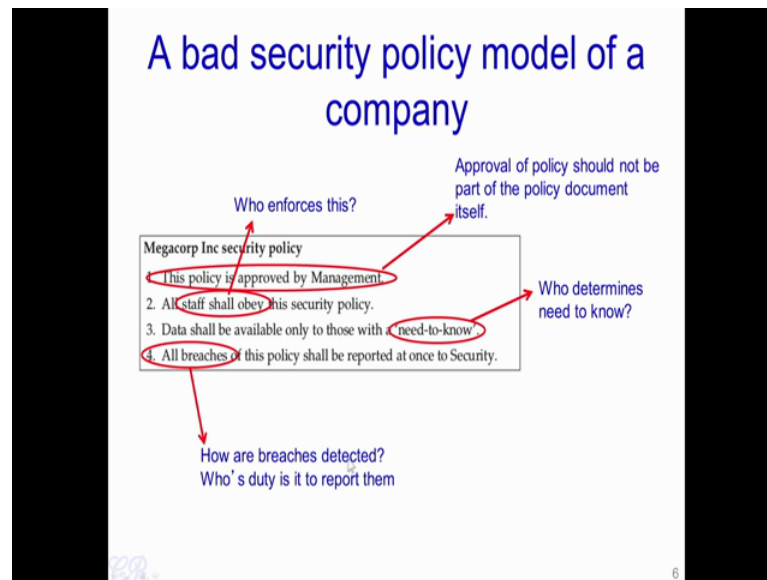 A bad security policy model of a
company
Approval of policy should not be
part of the policy document
itself.
Who enforces this?
Megacorp Inc security policy
1. This policy is approved by Management.
2. All staff shall obey this security policy.
3. Data shall be available only to those with a 'need-to-know'.
4. All breaches of this policy shall be reported at once to Security.
Who determines
need to know?
How are breaches detected?
Who's duty is it to report them
6